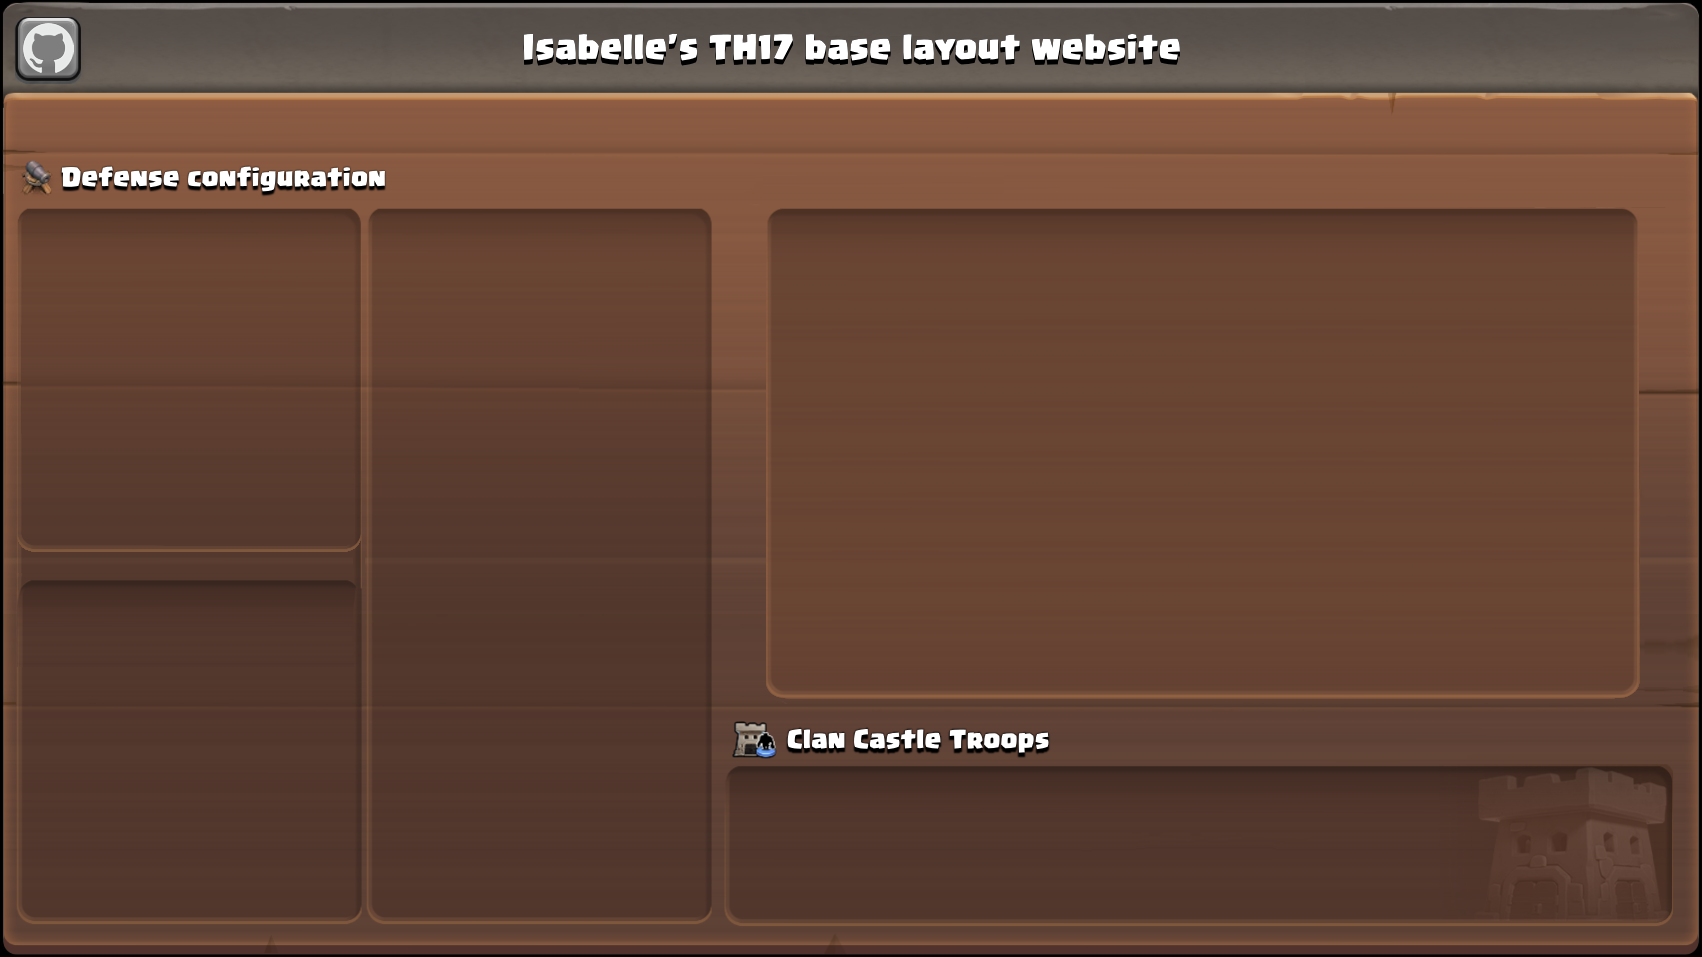 Isabelle's TH17 base layout website
Defense configuration
Clan Castle Troops